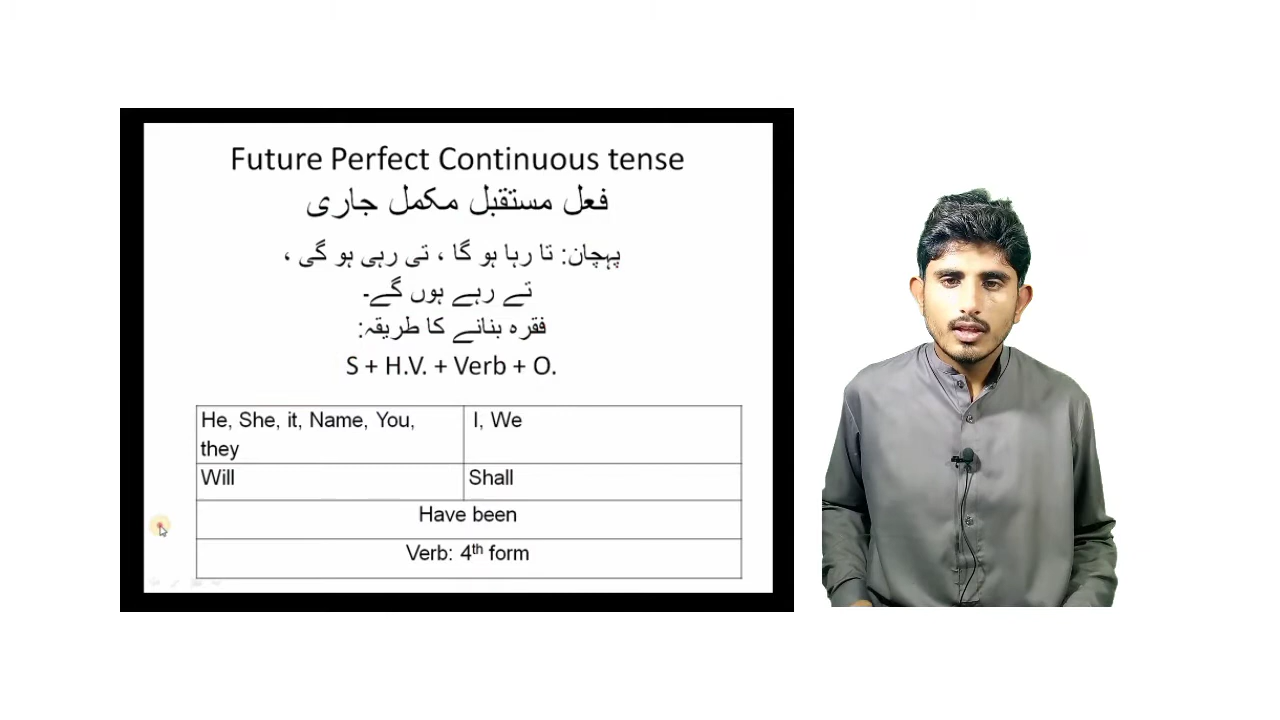 Future Perfect Continuous tense
فعل مستقبل مکمل جاری
پہچان: تا رہا ہو گا ، تی رہی ہو گی ،
تے رہے ہوں گے۔
فقرہ بنانے کا طریقہ:
S + H.V. + Verb + O.
He, She, it, Name, You,
they
I, We
Will
Shall
Have been
Verb: 4th form